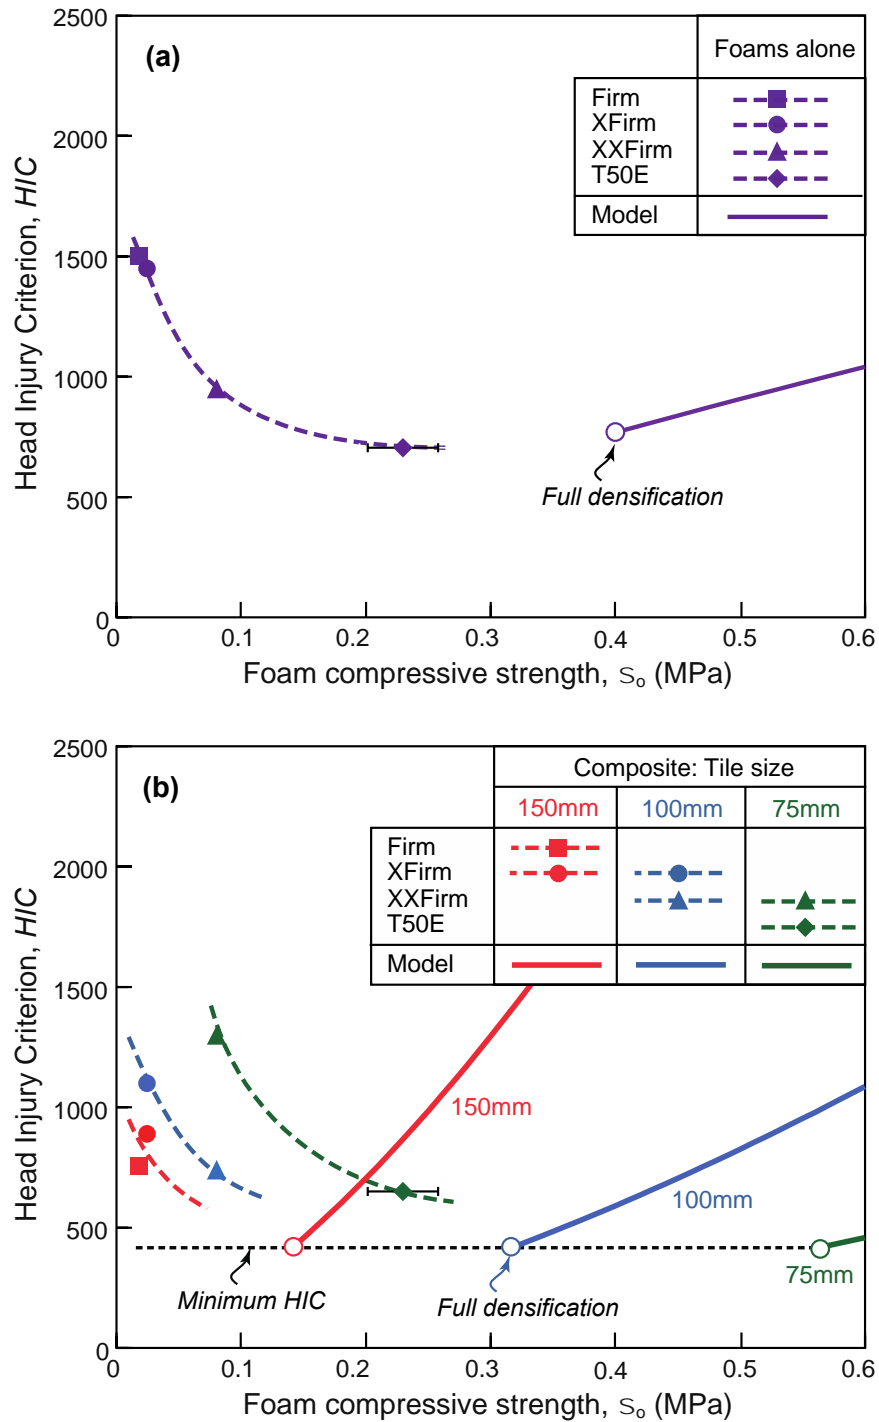 2500
(a)
Foams alone
Firm
XFirm
XXFirm
T50E
Model
2000
1500
1000
500
0
Head Injury Criterion, HIC
Full densification
0 0.1 0.2 0.3 0.4 0.5 0.6
Foam compressive strength, So (MPa)
2500
(b)
Composite: Tile size
150mm 100mm 75mm
Firm
XFirm
XXFirm
T50E
Model
2000
1500
1000
500
0
Head Injury Criterion, HIC
150mm
100mm
75mm
Minimum HIC
Full densification
0 0.1 0.2 0.3 0.4 0.5 0.6
Foam compressive strength, So (MPa)